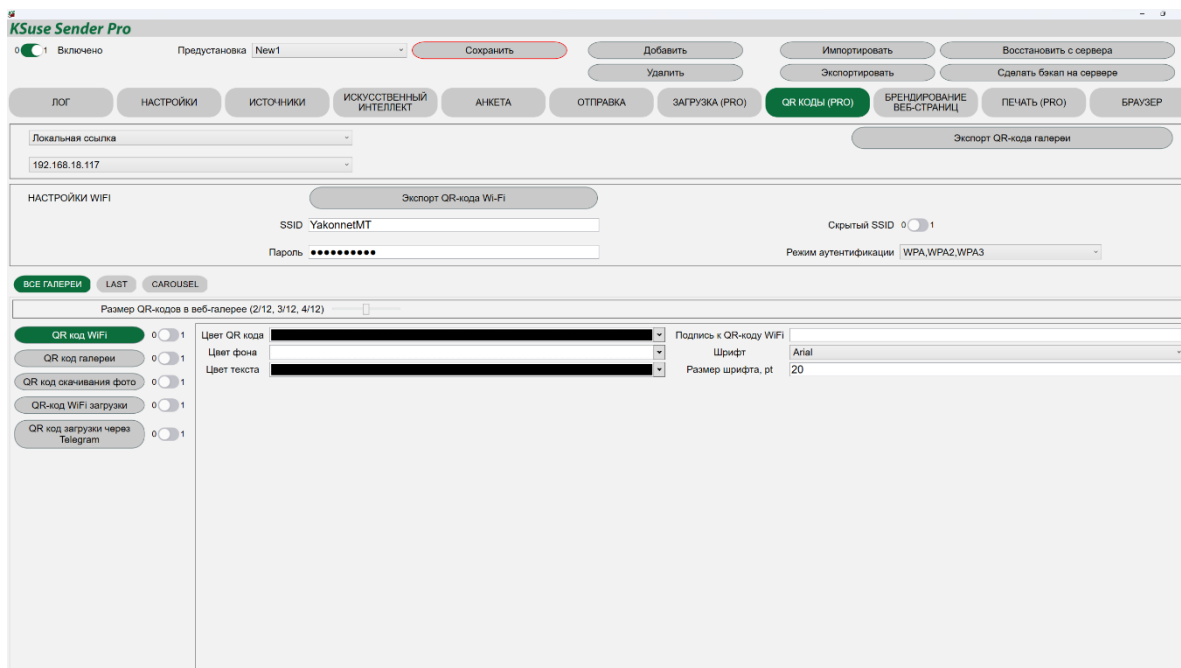 KSuse Sender Pro
0 1 Включено Предустановка New1 Сохранить Добавить Импортировать Восстановить с сервера
Удалить Экспортировать Сделать бэкап на сервере
ЛОГ НАСТРОЙКИ ИСТОЧНИКИ ИСКУССТВЕННЫЙ ИНТЕЛЛЕКТ АНКЕТА ОТПРАВКА ЗАГРУЗКА (PRO) QR КОДЫ (PRO) БРЕНДИРОВАНИЕ ВЕБ-СТРАНИЦ ПЕЧАТЬ (PRO) БРАУЗЕР
Локальная ссылка Экспорт QR-кода галереи
192.168.18.117
НАСТРОЙКИ WIFI Экспорт QR-кода Wi-Fi
SSID YakonnetMT Скрытый SSID 0 1
Пароль ●●●●●●●●●● Режим аутентификации WPA,WPA2,WPA3
ВСЕ ГАЛЕРЕИ LAST CAROUSEL
Размер QR-кодов в веб-галерее (2/12, 3/12, 4/12)
QR код WiFi 0 1 Цвет QR кода Подпись к QR-коду WiFi
QR код галереи 0 1 Цвет фона Шрифт Arial
Цвет текста Размер шрифта, pt 20
QR код скачивания фото 0 1
QR-код WiFi загрузки 0 1
QR код загрузки через Telegram 0 1